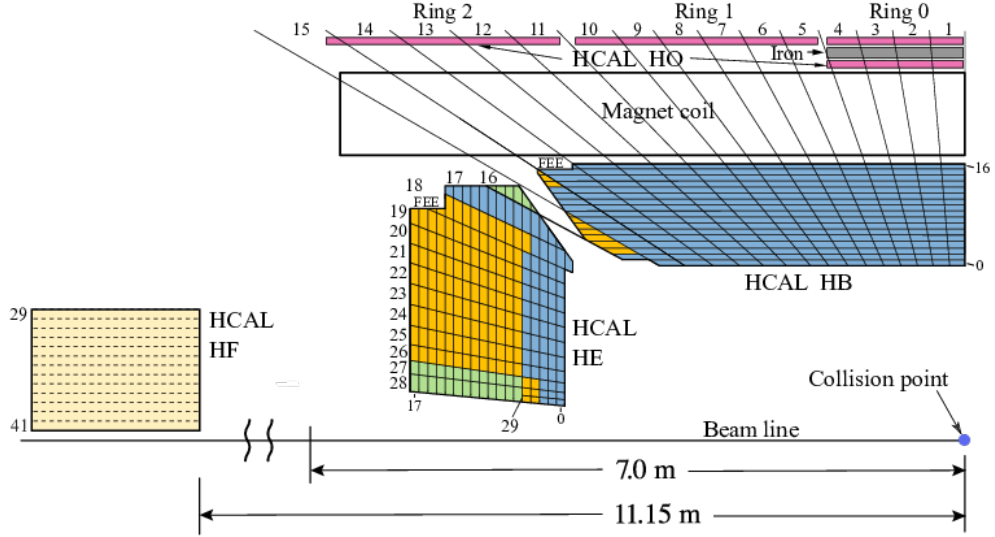 Ring 2 Ring 1 Ring 0
15 14 13 12 11 10 9 8 7 6 5 4 3 2 1
HCAL HO Iron
Magnet coil
FEE
16
18 17 16
FEE
19
20
21
22
23
24
25
26
27
28
17 29 0
0
HCAL HB
HCAL
HE
29
HCAL
HF
41
Collision point
Beam line
7.0 m
11.15 m